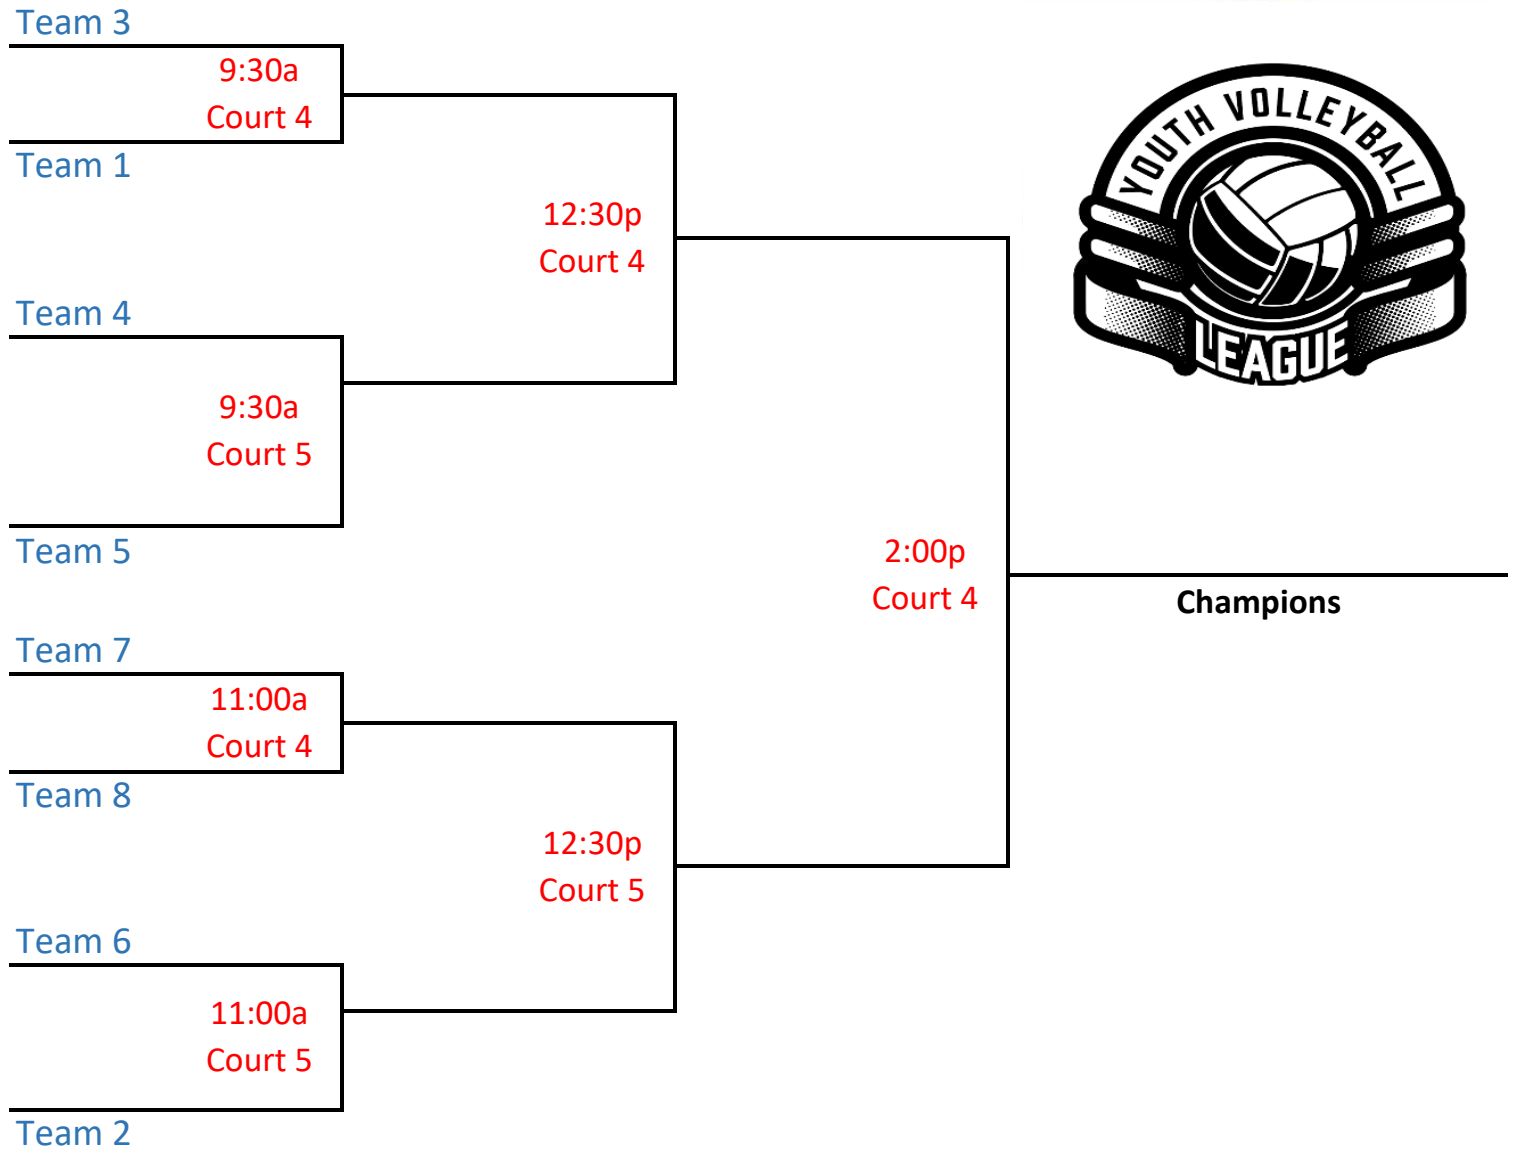 Team 3
9:30a
Court 4
Team 1
12:30p
Court 4
Team 4
9:30a
Court 5
Team 5
2:00p
Court 4
Champions
Team 7
11:00a
Court 4
Team 8
12:30p
Court 5
Team 6
11:00a
Court 5
Team 2
YOUTH VOLLEYBALL
LEAGUE